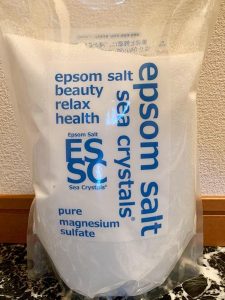 epsom salt
beauty
relax
health
Epsom Salt
ES
SC
Sea Crystals®
pure
magnesium
sulfate
epsom salt
sea crystals®